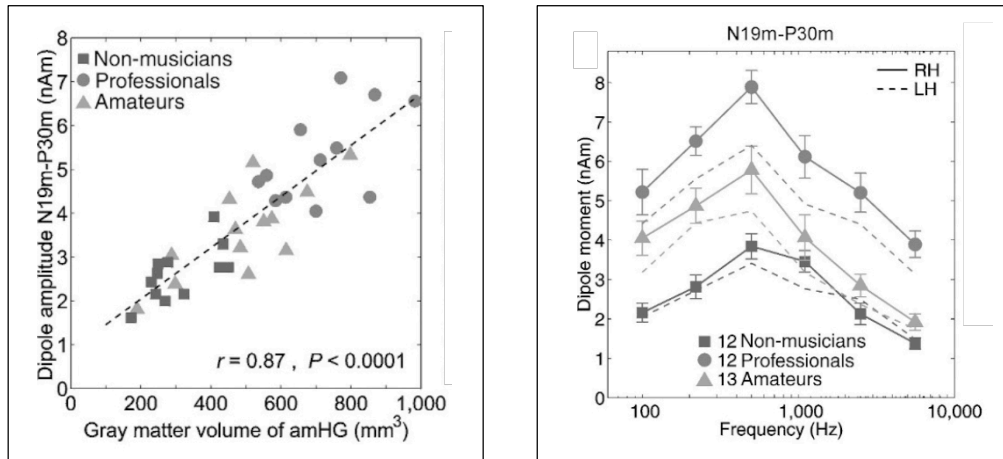 8
7
6
5
4
3
2
1
0
Dipole amplitude N19m-P30m (nAm)
Non-musicians
Professionals
Amateurs
r = 0.87 , P < 0.0001
0 200 400 600 800 1,000
Gray matter volume of amHG (mm³)
N19m-P30m
8
7
6
5
4
3
2
1
0
Dipole moment (nAm)
RH
LH
12 Non-musicians
12 Professionals
13 Amateurs
100 1,000 10,000
Frequency (Hz)